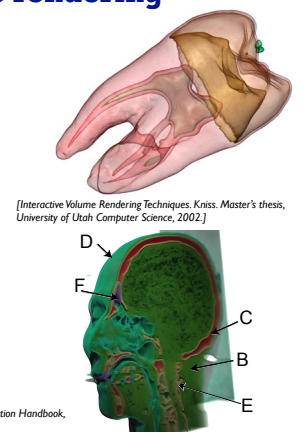 rendering
[Interactive Volume Rendering Techniques. Kniss. Master's thesis,
University of Utah Computer Science, 2002.]
D
F
C
B
E
tion Handbook,